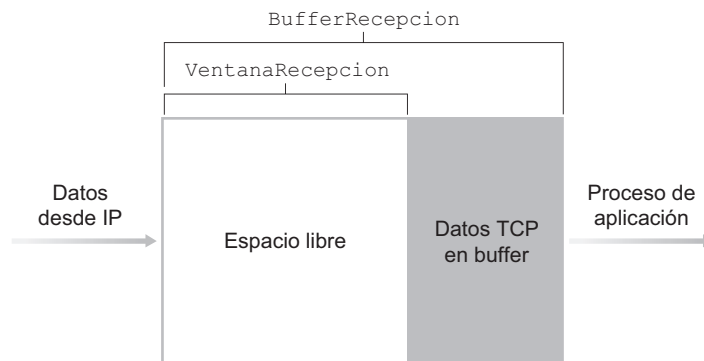 BufferRecepcion
VentanaRecepcion
Datos
desde IP
Espacio libre
Datos TCP
en buffer
Proceso de
aplicación